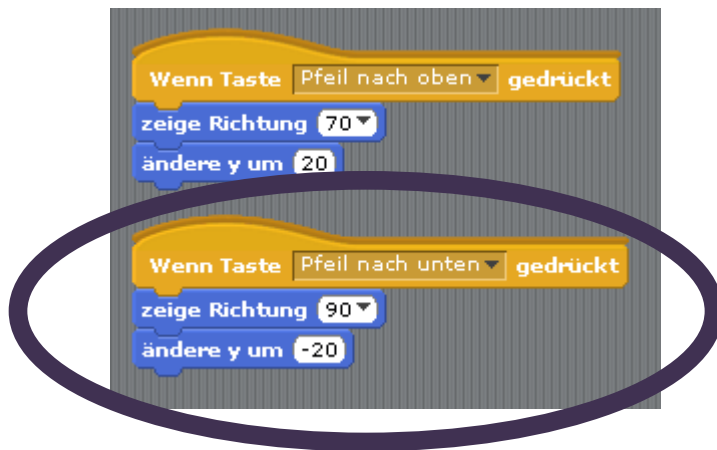 Wenn Taste Pfeil nach oben gedrückt
zeige Richtung 70
ändere y um 20
Wenn Taste Pfeil nach unten gedrückt
zeige Richtung 90
ändere y um -20